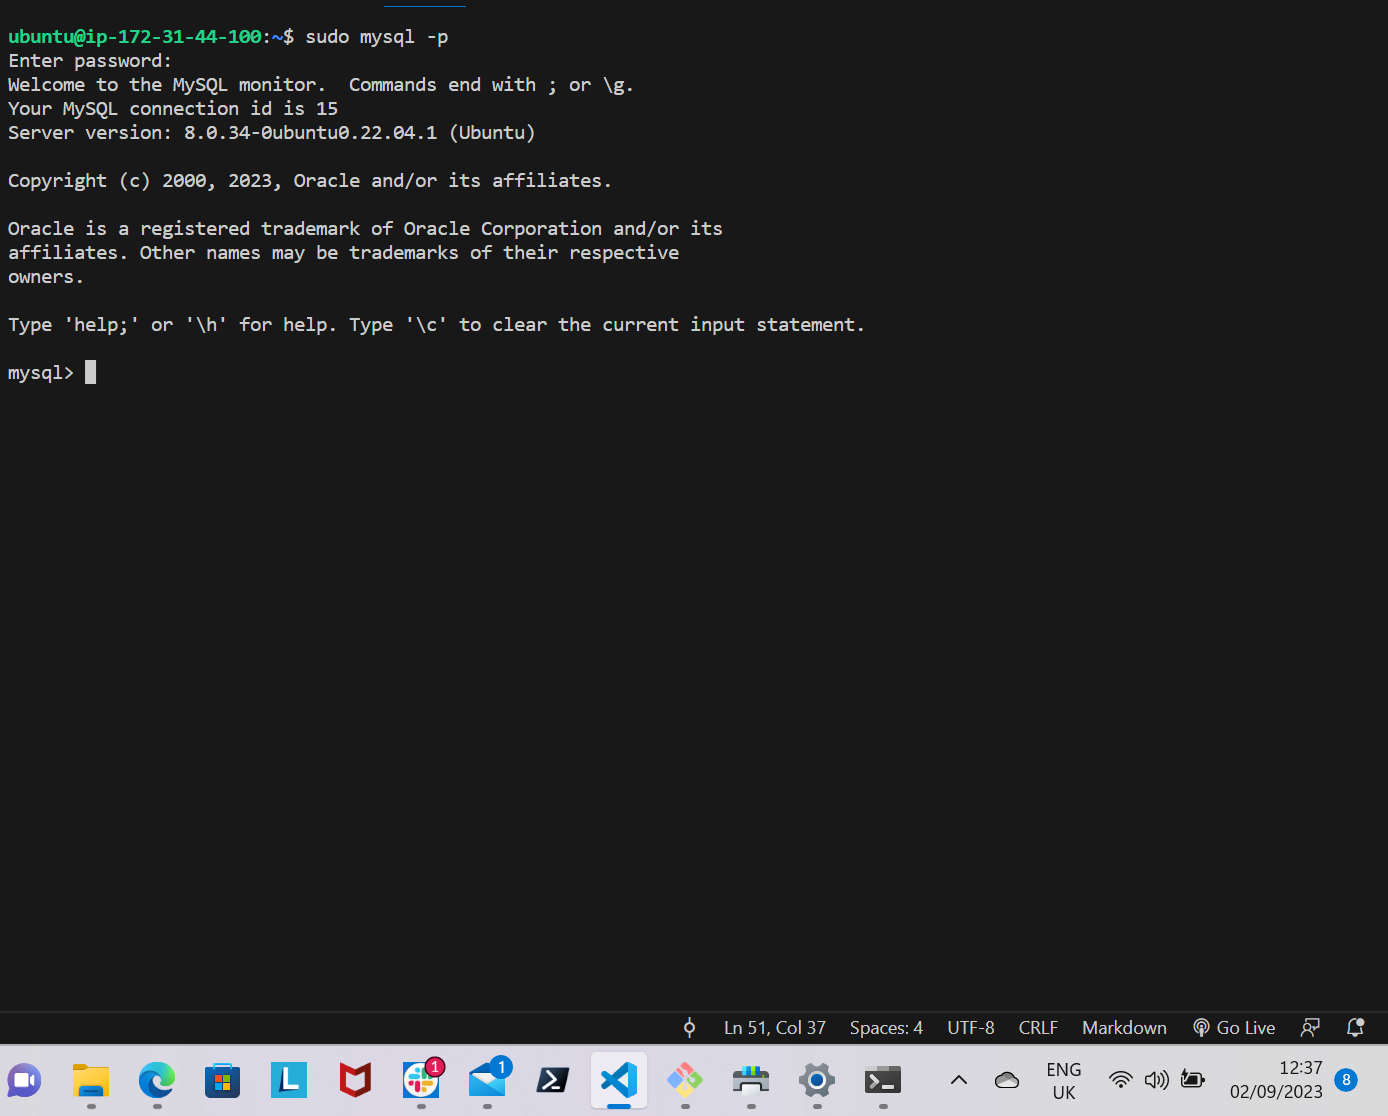 ubuntu@ip-172-31-44-100:~$ sudo mysql -p
Enter password:
Welcome to the MySQL monitor.  Commands end with ; or \g.
Your MySQL connection id is 15
Server version: 8.0.34-0ubuntu0.22.04.1 (Ubuntu)
Copyright (c) 2000, 2023, Oracle and/or its affiliates.
Oracle is a registered trademark of Oracle Corporation and/or its
affiliates. Other names may be trademarks of their respective
owners.
Type 'help;' or '\h' for help. Type '\c' to clear the current input statement.
mysql>
Ln 51, Col 37 Spaces: 4 UTF-8 CRLF Markdown Go Live
L 1 1 ENG 12:37
UK 02/09/2023 8